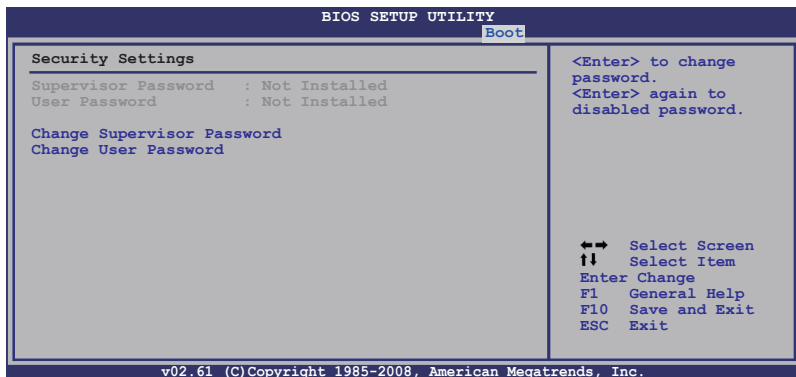 BIOS SETUP UTILITY
Boot
Security Settings
Supervisor Password : Not Installed
User Password : Not Installed
Change Supervisor Password
Change User Password
<Enter> to change
password.
<Enter> again to
disabled password.
←→ Select Screen
↑↓ Select Item
Enter Change
F1 General Help
F10 Save and Exit
ESC Exit
v02.61 (C)Copyright 1985-2008, American Megatrends, Inc.